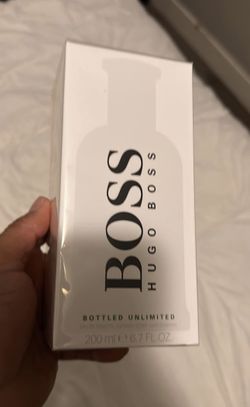 BOSS
HUGO BOSS
BOTTLED UNLIMITED
200 ml ℮ 6.7 FL.OZ.